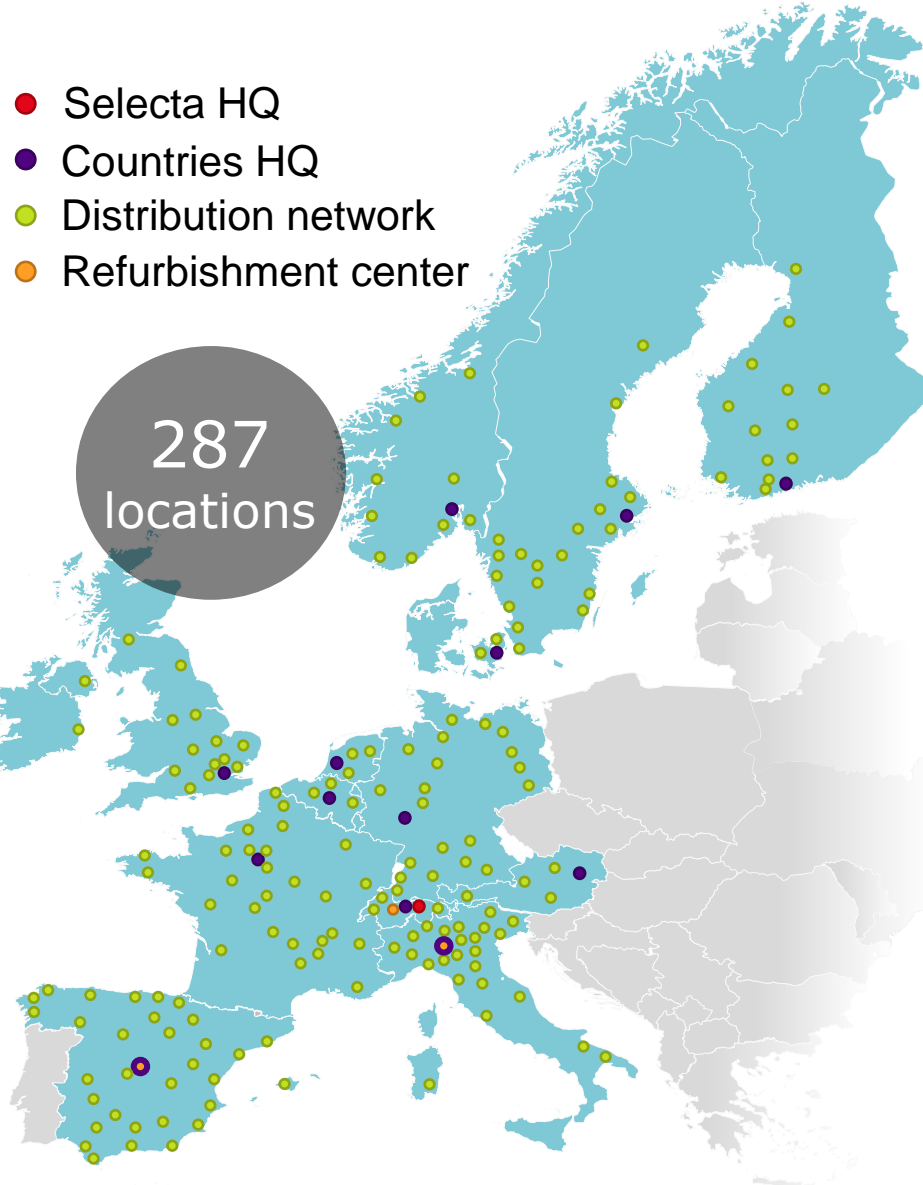 Selecta HQ
Countries HQ
Distribution network
Refurbishment center
287
locations